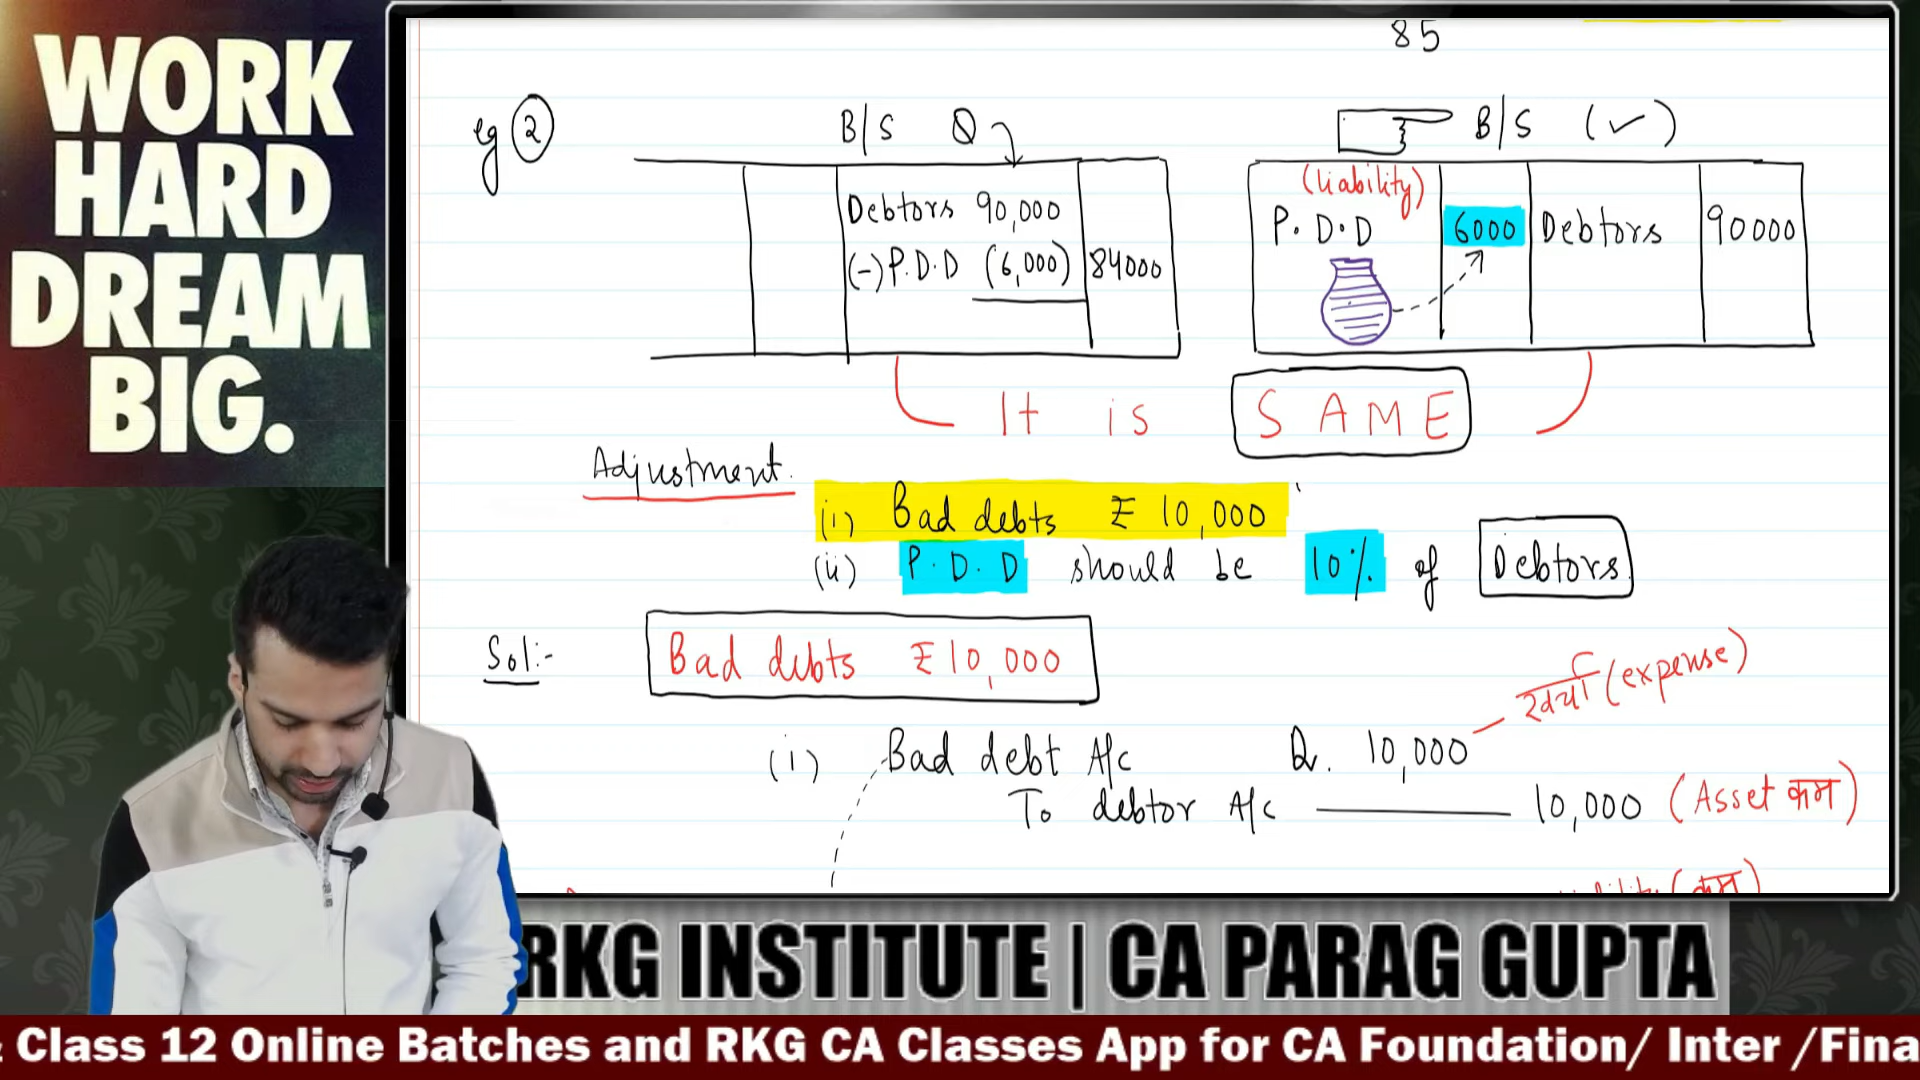 WORK
HARD
DREAM
BIG.
85
eg 2
B/S
B/S (✓)
Debtors 90,000
(-) P.D.D (6,000) 84000
(liability)
P.D.D 6000 Debtors 90000
It is SAME
Adjustment.
(i) Bad debts ₹ 10,000
(ii) P.D.D should be 10% of Debtors
Sol:-
Bad debts ₹10,000
खर्चा (expense)
(i) Bad debt A/c Dr. 10,000
To debtor A/c 10,000 (Asset कम)
(कम)
RKG INSTITUTE | CA PARAG GUPTA
Class 12 Online Batches and RKG CA Classes App for CA Foundation/ Inter /Fina